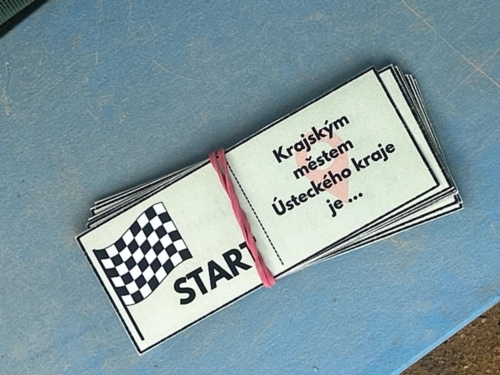 START
Krajským
městem
Ústeckého kraje
je ...